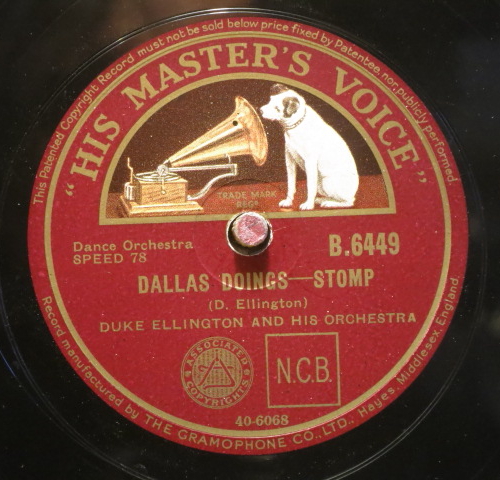 This Patented Copyright Record must not be sold below price fixed by Patentee, nor publicly performed.
"HIS MASTER'S VOICE"
TRADE MARK
REGD
Dance Orchestra
SPEED 78
B.6449
DALLAS DOINGS—STOMP
(D. Ellington)
DUKE ELLINGTON AND HIS ORCHESTRA
ASSOCIATED COPYRIGHTS
N.C.B.
40-6068
Record manufactured by THE GRAMOPHONE CO., LTD., Hayes, Middlesex, England.